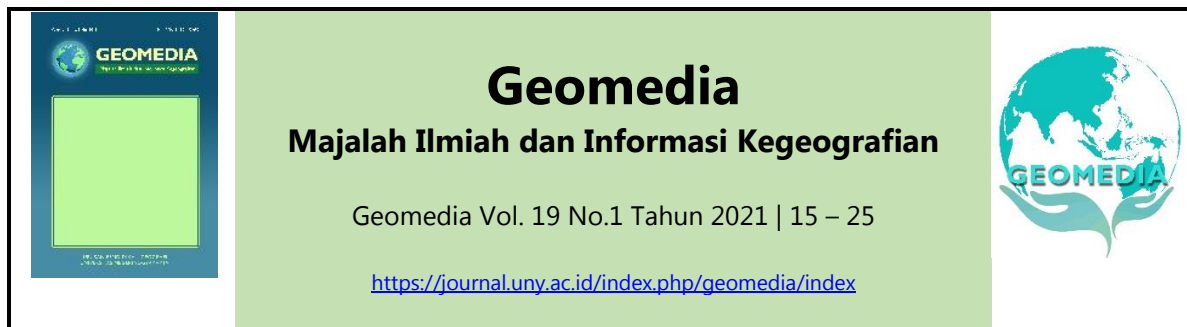 GEOMEDIA
Geomedia
Majalah Ilmiah dan Informasi Kegeografian
Geomedia Vol. 19 No.1 Tahun 2021 | 15 – 25
https://journal.uny.ac.id/index.php/geomedia/index
GEOMEDIA